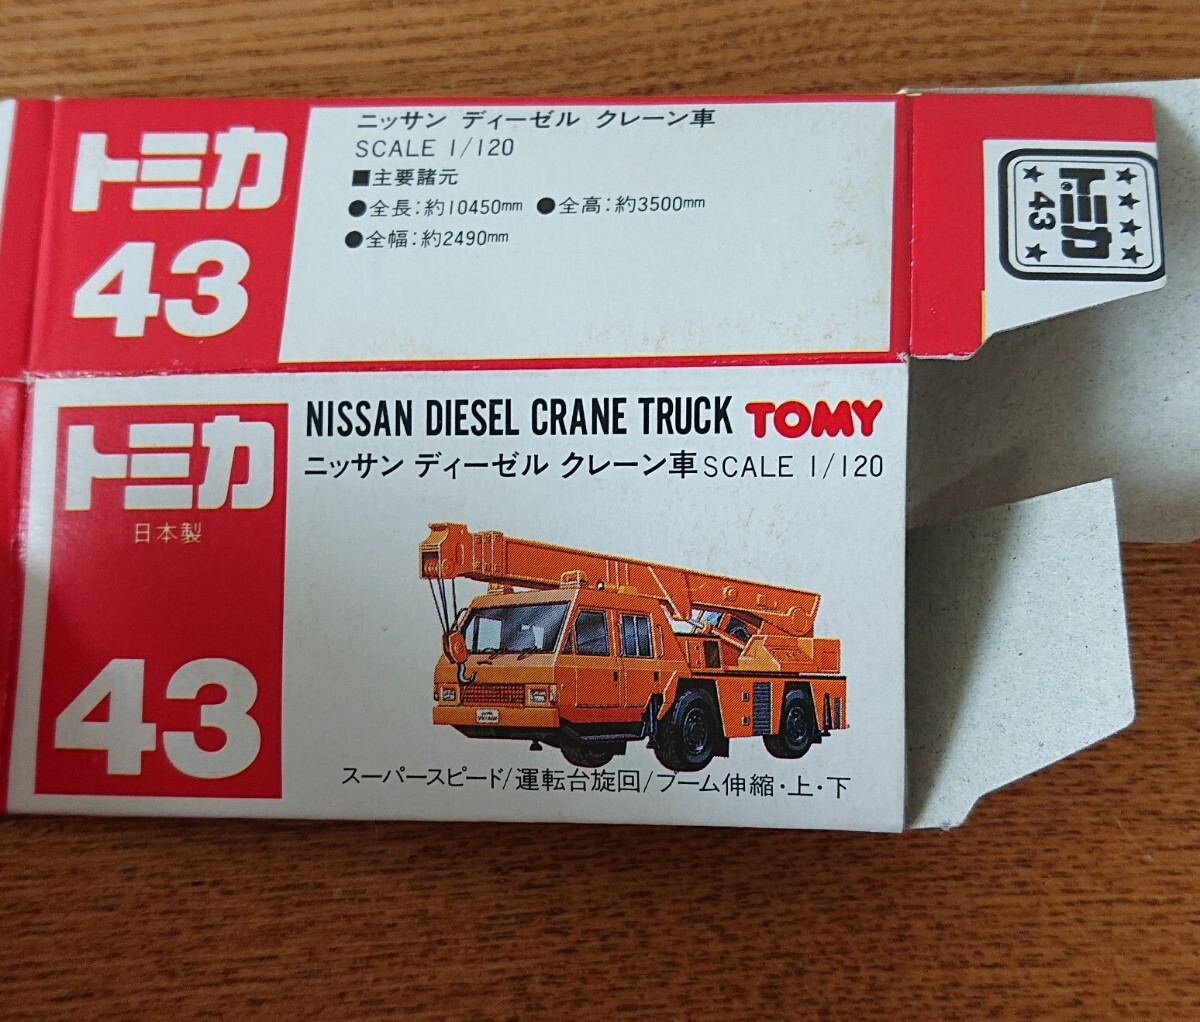 トミカ
43
ニッサン ディーゼル クレーン車
SCALE 1/120
■主要諸元
●全長:約10450mm ●全高:約3500mm
●全幅:約2490mm
トミカ
43
トミカ
日本製
43
NISSAN DIESEL CRANE TRUCK TOMY
ニッサン ディーゼル クレーン車 SCALE 1/120
スーパースピード/運転台旋回/ブーム伸縮・上・下